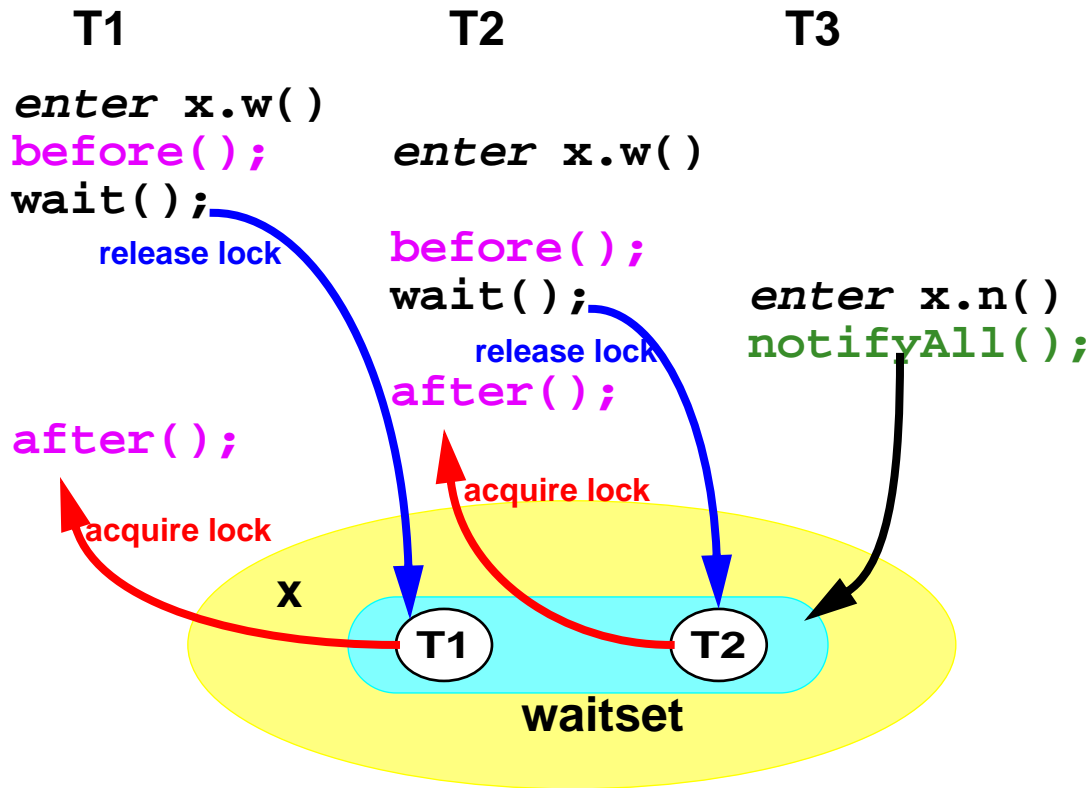 T1 T2 T3
enter x.w()
before(); enter x.w()
wait();
release lock before();
wait(); enter x.n()
release lock notifyAll();
after();
after();
acquire lock
acquire lock
x
T1 T2
waitset